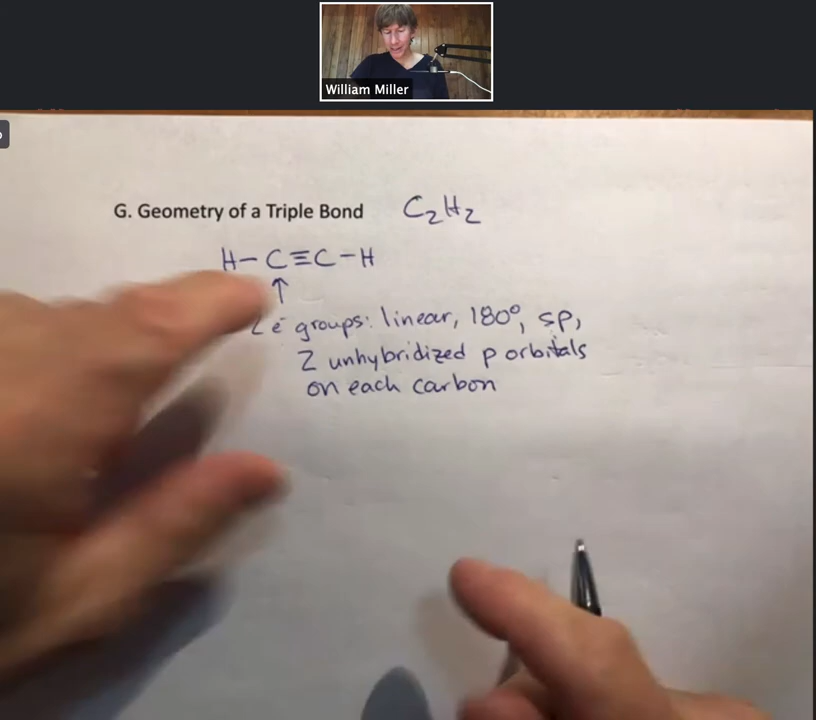 William Miller
G. Geometry of a Triple Bond C₂H₂
H-C≡C-H
↑
2 e⁻ groups: linear, 180°, sp,
2 unhybridized p orbitals
on each carbon